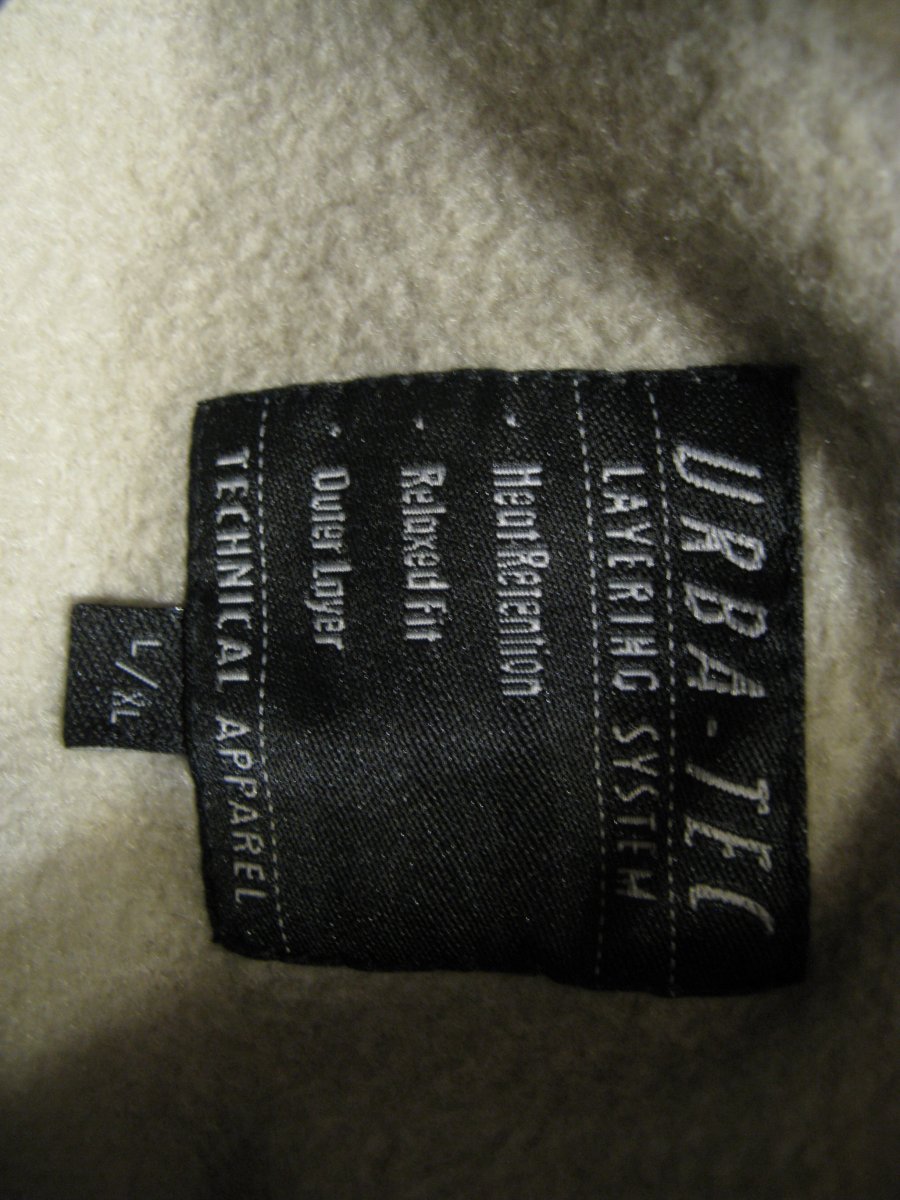 URBA-TEC
LAYERING SYSTEM
• Heat Retention
• Relaxed Fit
• Outer Layer
TECHNICAL APPAREL
L/XL